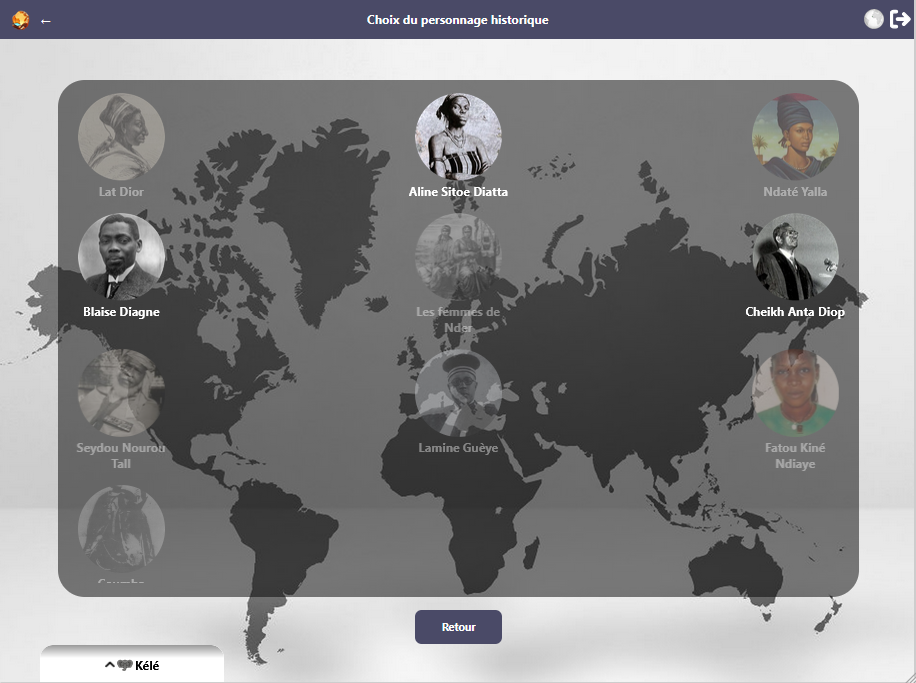 ←
Choix du personnage historique
Lat Dior
Aline Sitoe Diatta
Ndaté Yalla
Blaise Diagne
Les femmes de
Nder
Cheikh Anta Diop
Seydou Nourou
Tall
Lamine Guèye
Fatou Kiné
Ndiaye
Retour
Kélé